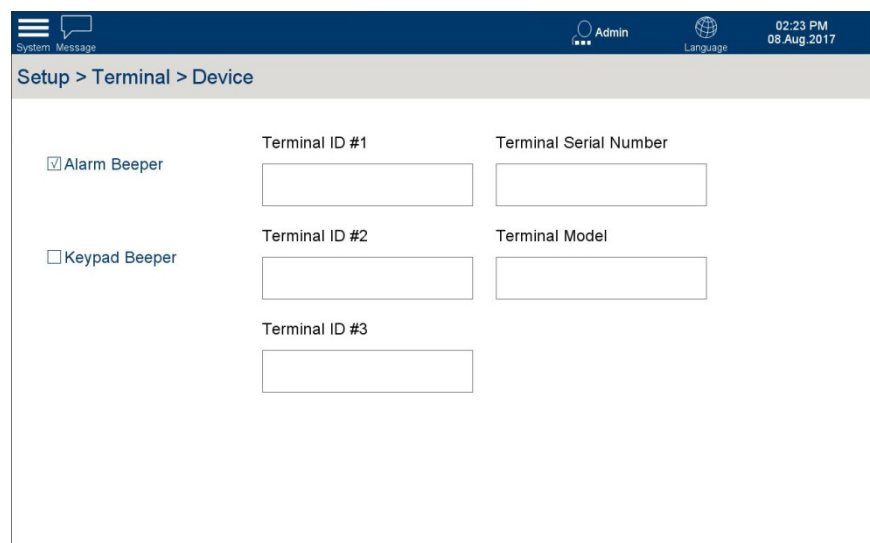 System Message
Admin
Language
02:23 PM
08.Aug.2017
Setup > Terminal > Device
Alarm Beeper
Terminal ID #1
Terminal Serial Number
Keypad Beeper
Terminal ID #2
Terminal Model
Terminal ID #3